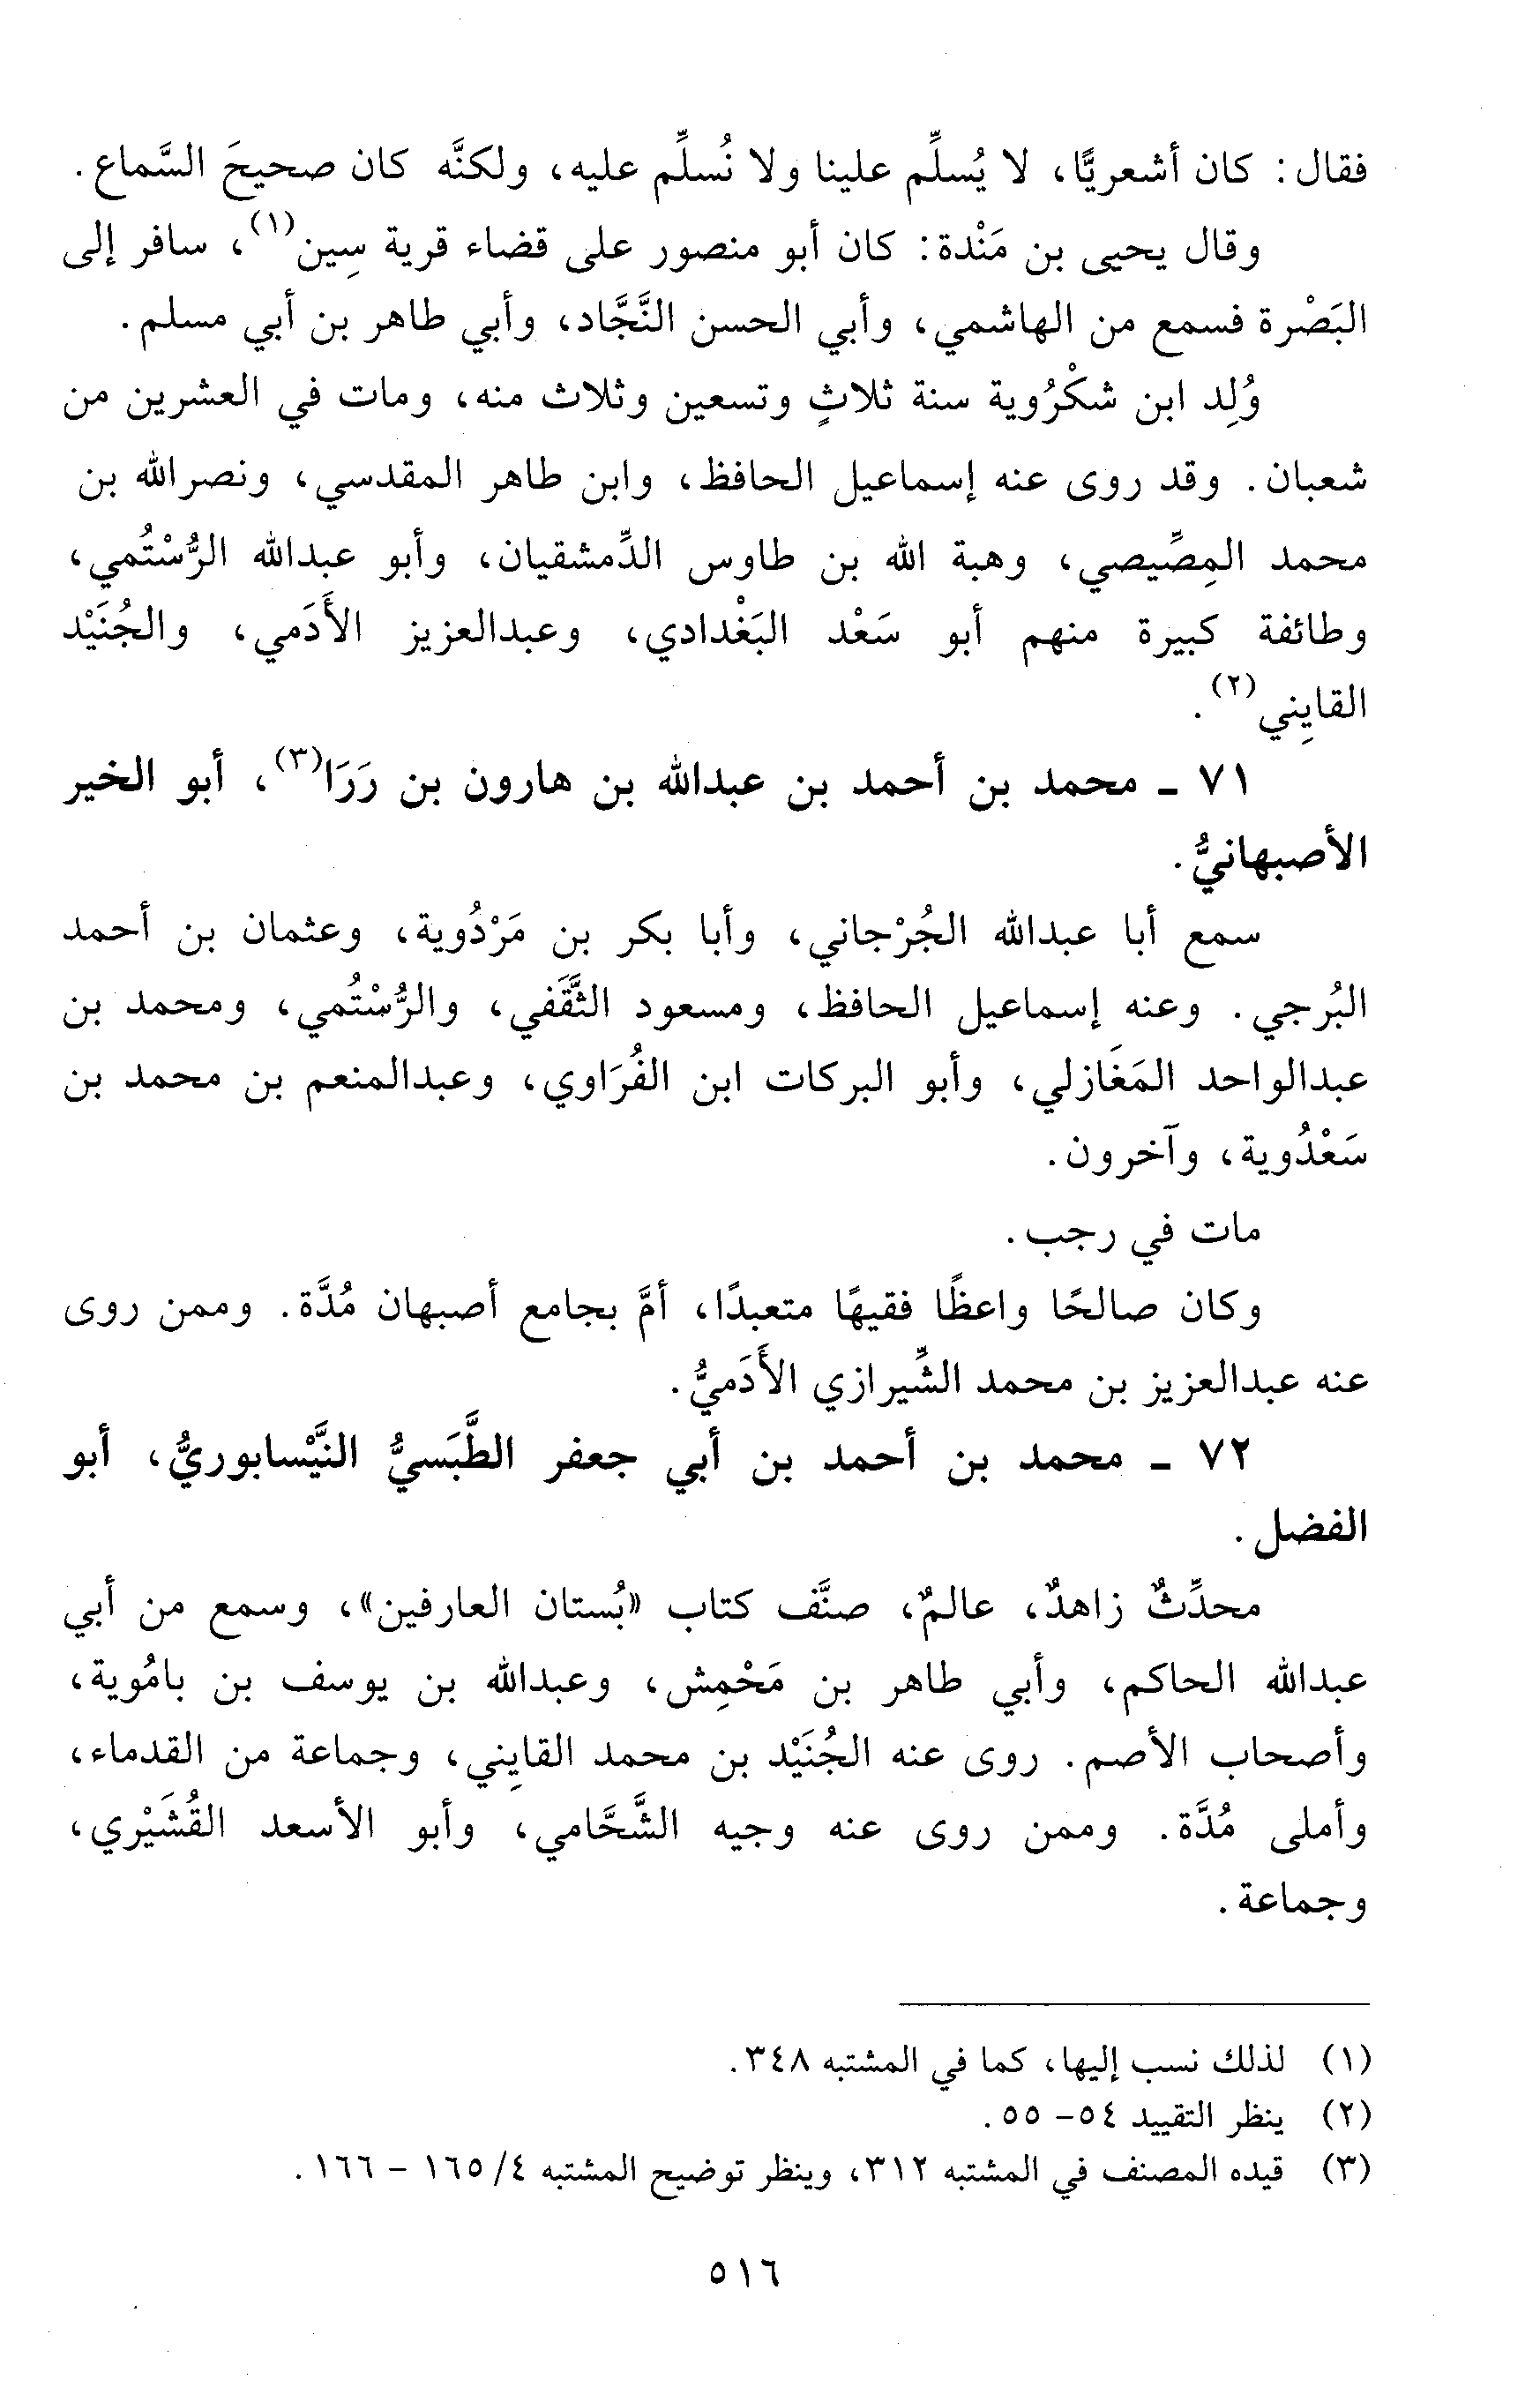 فقال: كان أشعريًّا، لا يُسلِّم علينا ولا نُسلِّم عليه، ولكنَّه كان صحيحَ السَّماع.
وقال يحيى بن مَنْدة: كان أبو منصور على قضاء قرية سِين(١)، سافر إلى
البَصْرة فسمع من الهاشمي، وأبي الحسن النَّجَّاد، وأبي طاهر بن أبي مسلم.
وُلِد ابن شكْرُوية سنة ثلاثٍ وتسعين وثلاث منه، ومات في العشرين من
شعبان. وقد روى عنه إسماعيل الحافظ، وابن طاهر المقدسي، ونصرالله بن
محمد المِصِّيصي، وهبة الله بن طاوس الدِّمشقيان، وأبو عبدالله الرُّسْتُمي،
وطائفة كبيرة منهم أبو سَعْد البَغْدادي، وعبدالعزيز الأَدَمي، والجُنَيْد
القايِني(٢).
٧١ - محمد بن أحمد بن عبدالله بن هارون بن رَرَا(٣)، أبو الخير
الأصبهانيُّ.
سمع أبا عبدالله الجُرْجاني، وأبا بكر بن مَرْدُوية، وعثمان بن أحمد
البُرجي. وعنه إسماعيل الحافظ، ومسعود الثَّقَفي، والرُّسْتُمي، ومحمد بن
عبدالواحد المَغَازلي، وأبو البركات ابن الفُرَاوي، وعبدالمنعم بن محمد بن
سَعْدُوية، وآخرون.
مات في رجب.
وكان صالحًا واعظًا فقيهًا متعبدًا، أمَّ بجامع أصبهان مُدَّة. وممن روى
عنه عبدالعزيز بن محمد الشِّيرازي الأَدَميُّ.
٧٢ - محمد بن أحمد بن أبي جعفر الطَّبَسيُّ النَّيْسابوريُّ، أبو
الفضل.
محدِّثٌ زاهدٌ، عالمٌ، صنَّف كتاب «بُستان العارفين»، وسمع من أبي
عبدالله الحاكم، وأبي طاهر بن مَحْمِش، وعبدالله بن يوسف بن بامُوية،
وأصحاب الأصم. روى عنه الجُنَيْد بن محمد القايِني، وجماعة من القدماء،
وأملى مُدَّة. وممن روى عنه وجيه الشَّحَّامي، وأبو الأسعد القُشَيْري،
وجماعة.
(١) لذلك نسب إليها، كما في المشتبه ٣٤٨.
(٢) ينظر التقييد ٥٤- ٥٥.
(٣) قيده المصنف في المشتبه ٣١٢، وينظر توضيح المشتبه ٤/ ١٦٥ - ١٦٦.
٥١٦